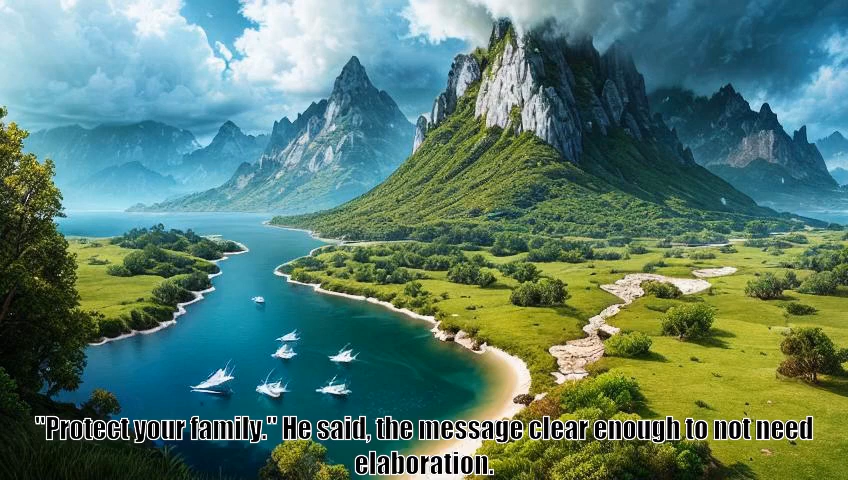 "Protect your family." He said, the message clear enough to not need
elaboration.